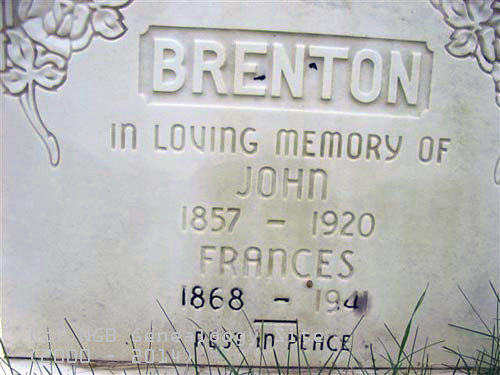 BRENTON
IN LOVING MEMORY OF
JOHN
1857 - 1920
FRANCES
1868 - 194
REST IN PEACE